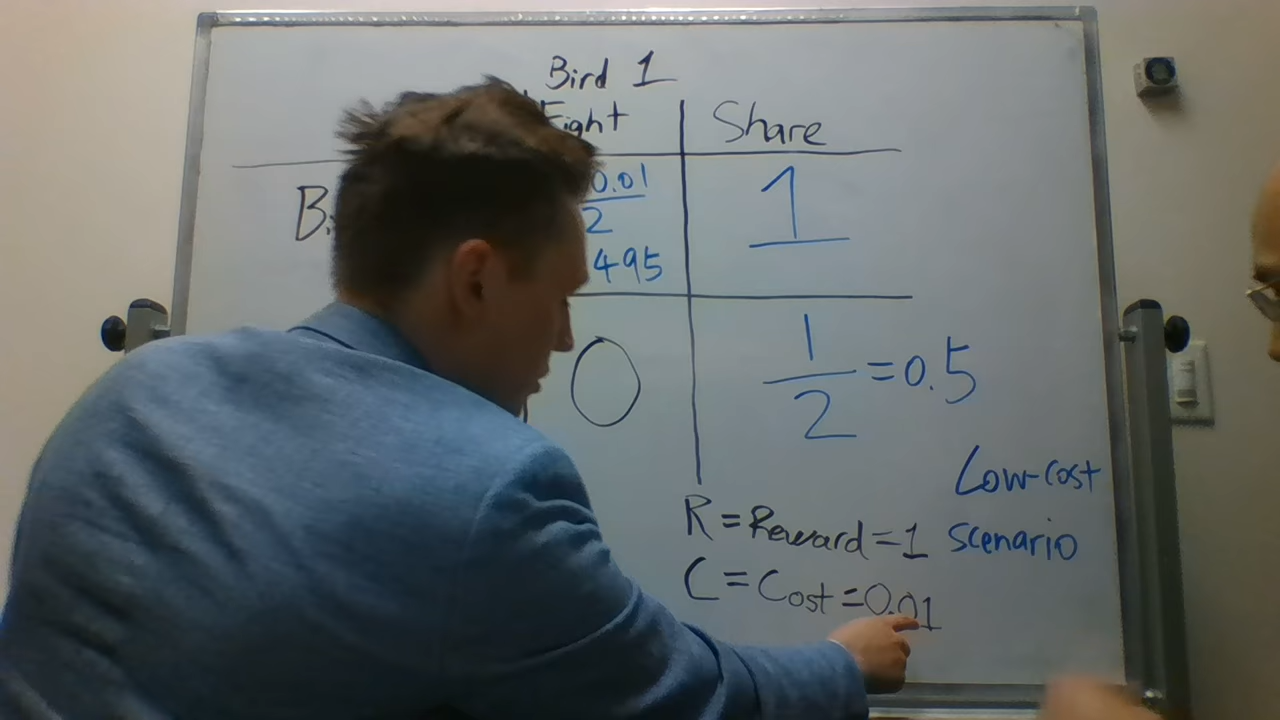 Bird 1
Fight Share
0.01
2
495
1
0
1
2
=0.5
Low-cost
scenario
R=Reward=1
C=Cost=0.01